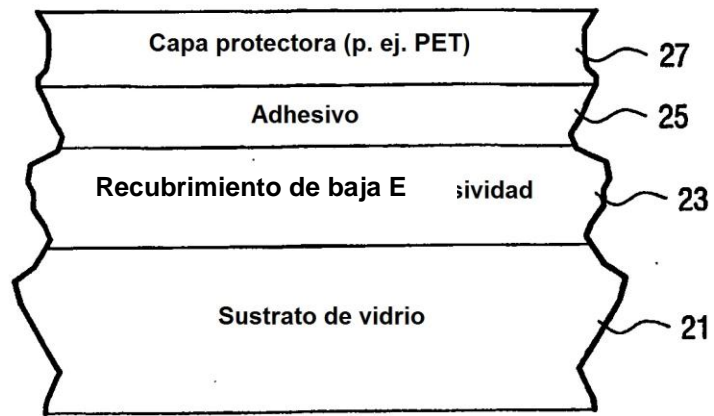 Capa protectora (p. ej. PET) 27
Adhesivo 25
Recubrimiento de baja E sividad 23
Sustrato de vidrio 21